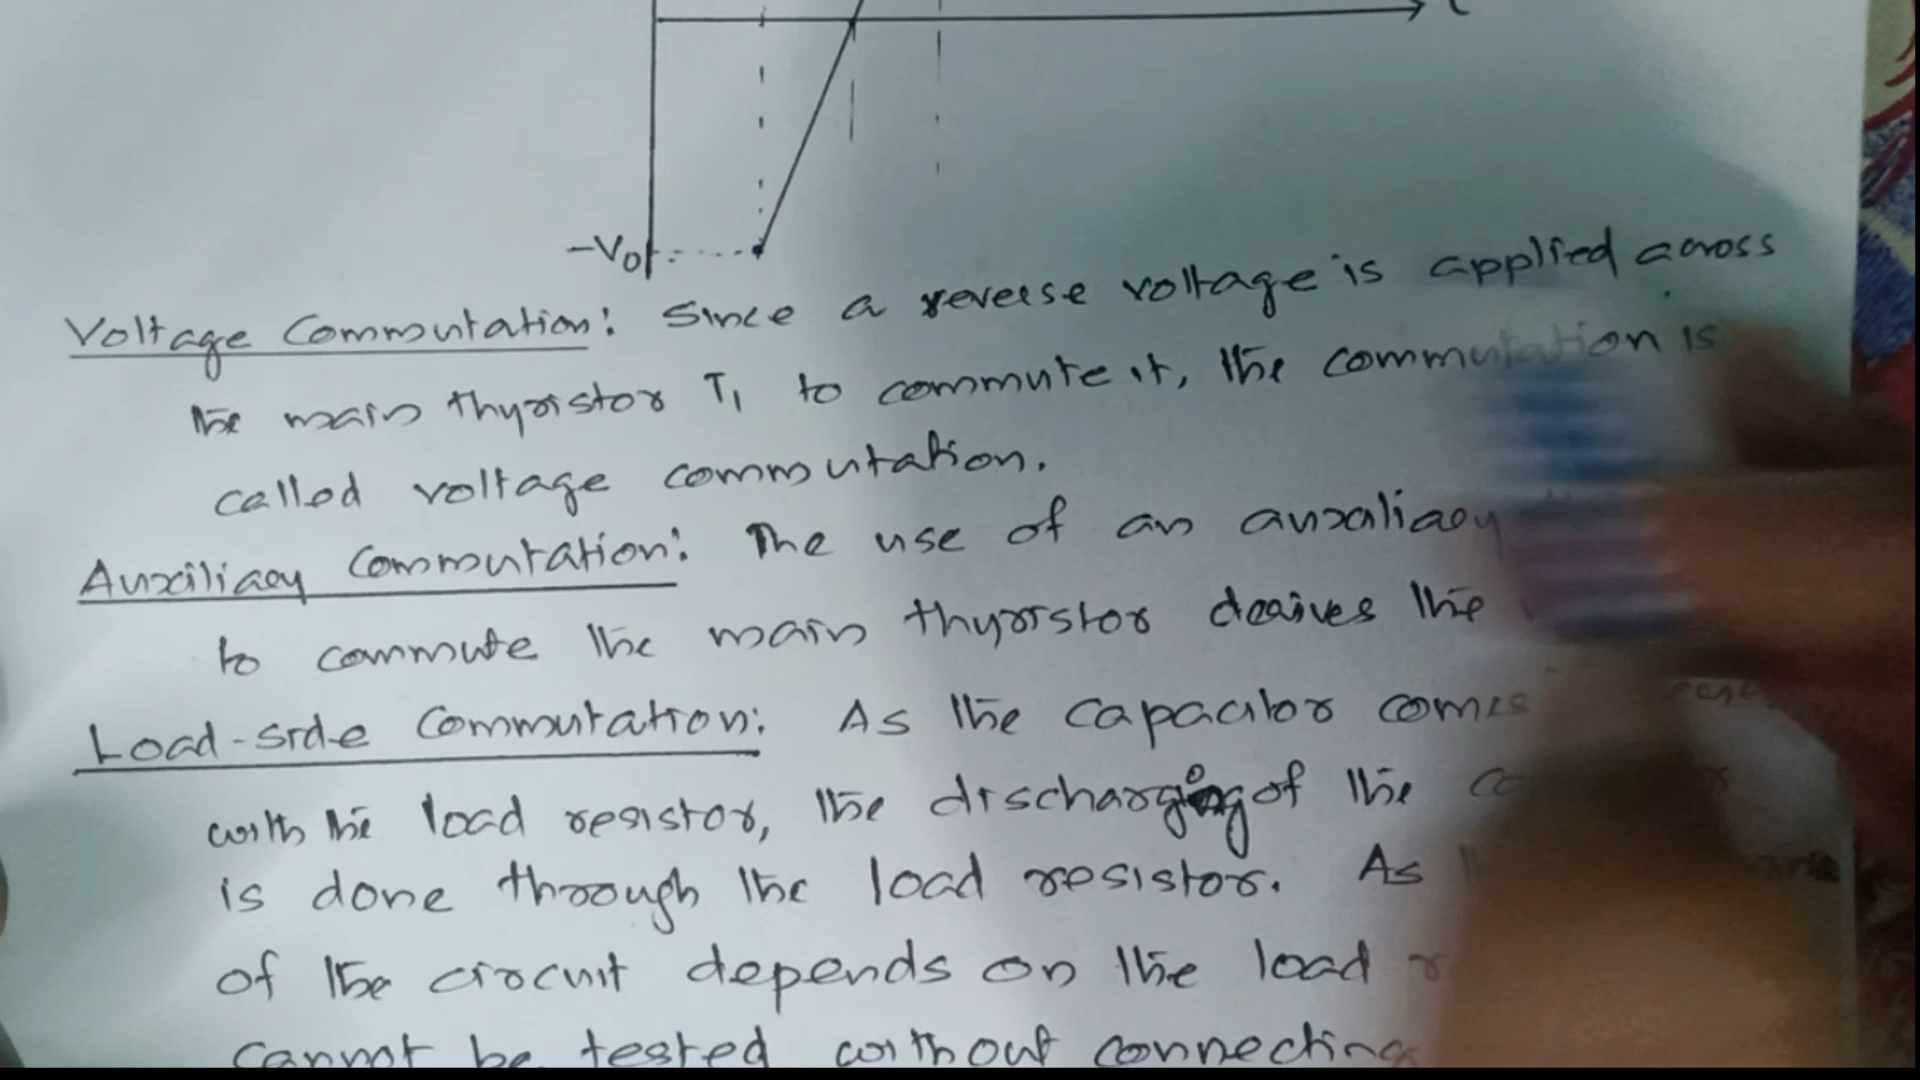 -V₀
Voltage Commutation: Since a reverse voltage is applied across
the main thyristor T₁ to commute it, the commutation is
called voltage commutation.
Auxiliary Commutation: The use of an auxaliary
to commute the main thyristor derives the
Load-side Commutation: As the capacitor comes
with the load resistor, the discharging of the
is done through the load resistor. As
of the circuit depends on the load
cannot be tested without connecting